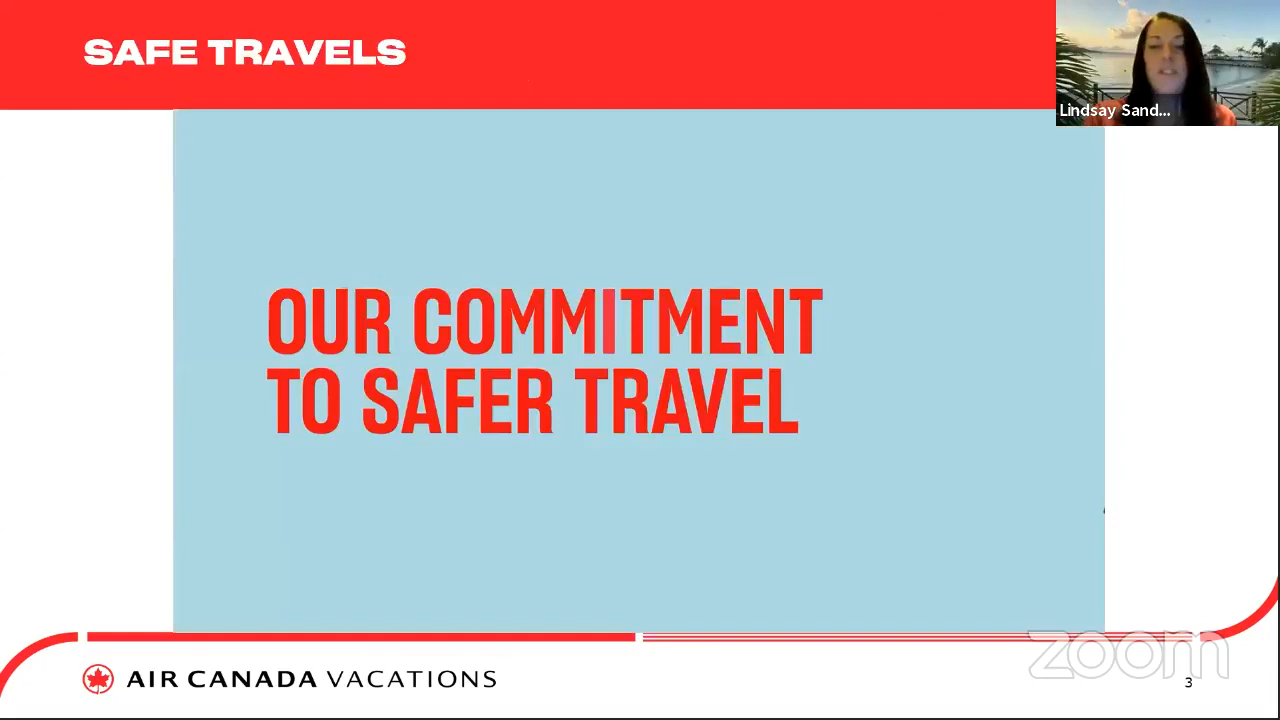 SAFE TRAVELS
Lindsay Sand...
OUR COMMITMENT
TO SAFER TRAVEL
AIR CANADA VACATIONS
zoom
3